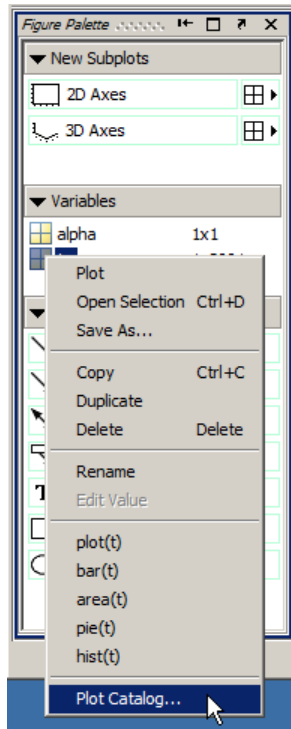 Figure Palette
New Subplots
2D Axes
3D Axes
Variables
alpha 1x1
Plot
Open Selection Ctrl+D
Save As...
Copy Ctrl+C
Duplicate
Delete Delete
Rename
Edit Value
plot(t)
bar(t)
area(t)
pie(t)
hist(t)
Plot Catalog...
T